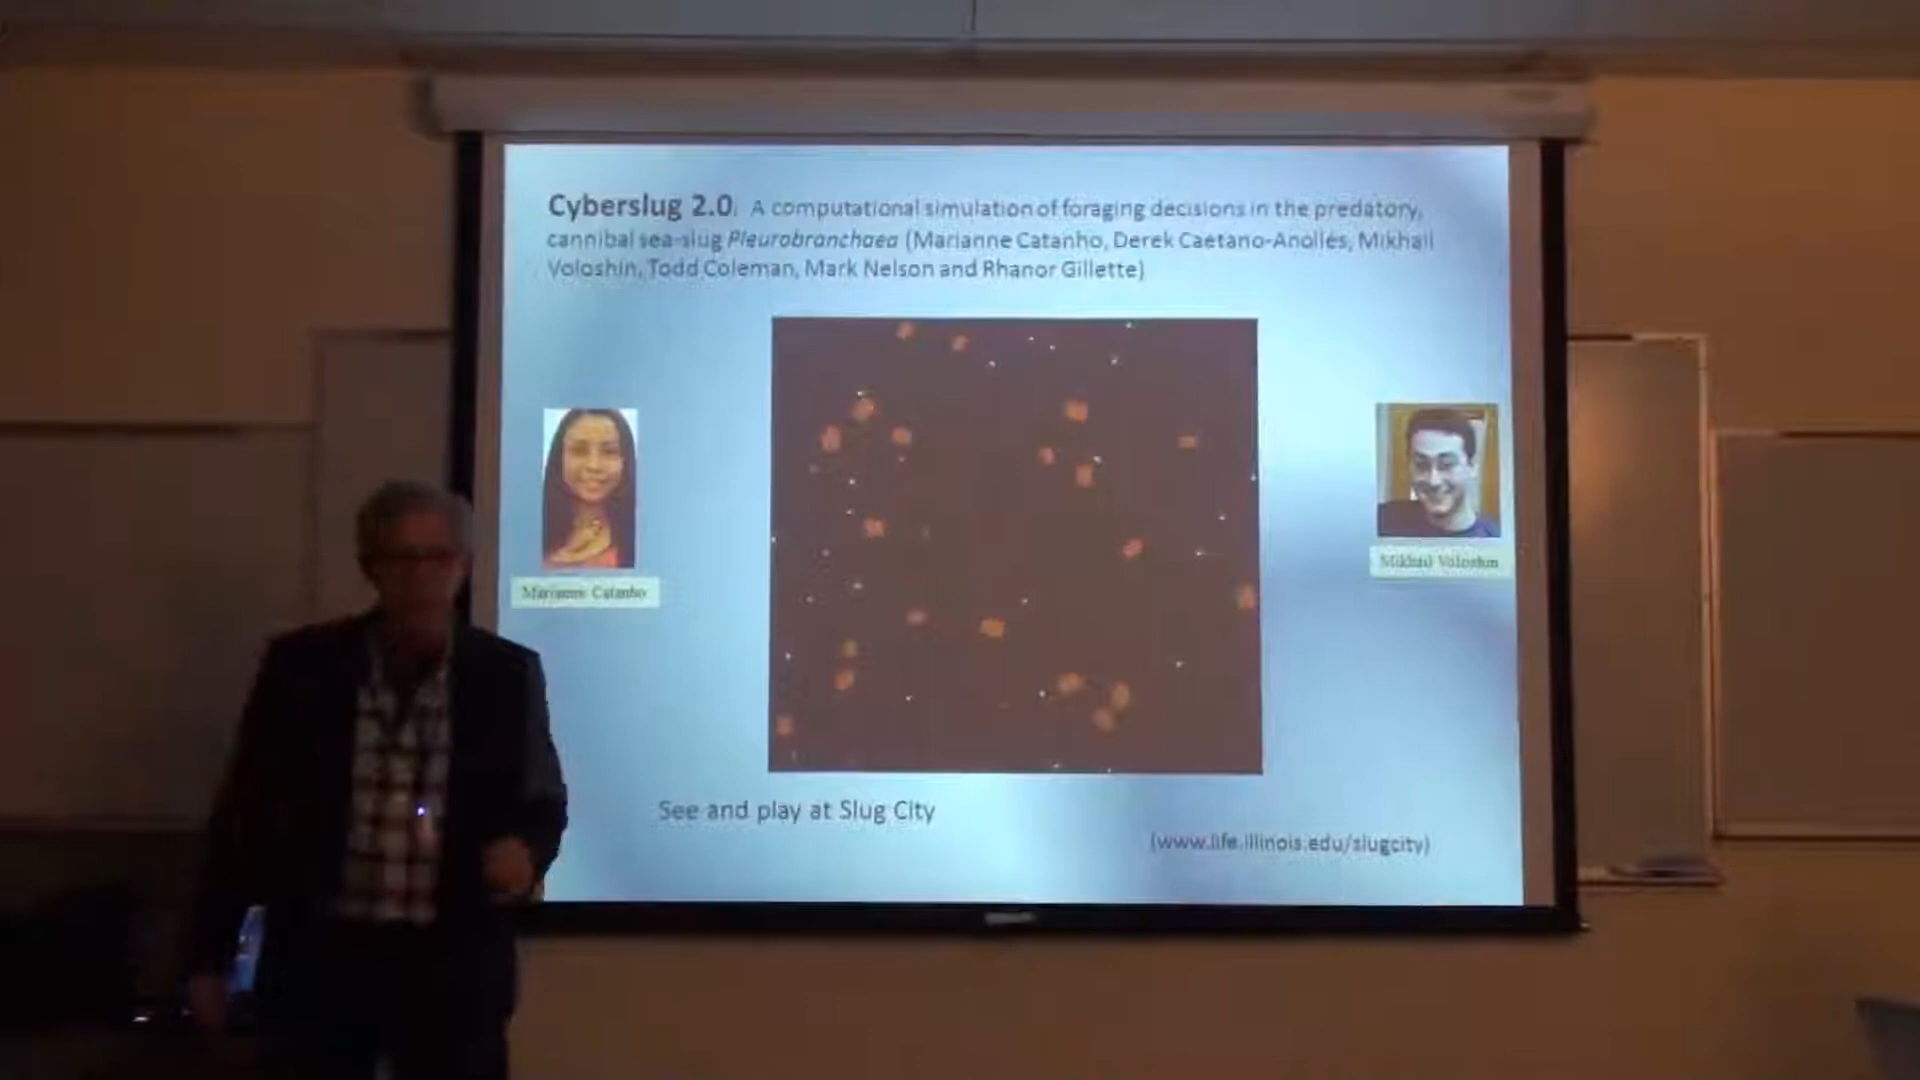 Cyberslug 2.0. A computational simulation of foraging decisions in the predatory,
cannibal sea-slug Pleurobranchaea (Marianne Catanho, Derek Caetano-Anollés, Mikhail
Voloshin, Todd Coleman, Mark Nelson and Rhanor Gillette)
Marianne Catanho
Mikhail Voloshin
See and play at Slug City
(www.life.illinois.edu/slugcity)